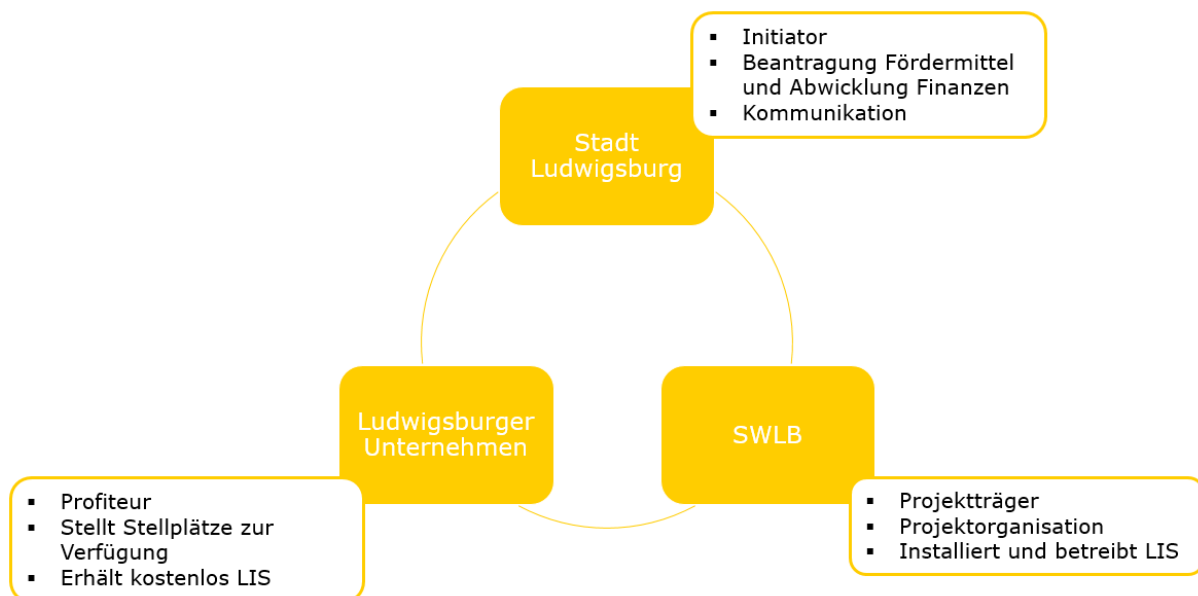 ▪ Initiator
▪ Beantragung Fördermittel
und Abwicklung Finanzen
▪ Kommunikation
Stadt
Ludwigsburg
Ludwigsburger
Unternehmen
▪ Profiteur
▪ Stellt Stellplätze zur
Verfügung
▪ Erhält kostenlos LIS
SWLB
▪ Projektträger
▪ Projektorganisation
▪ Installiert und betreibt LIS